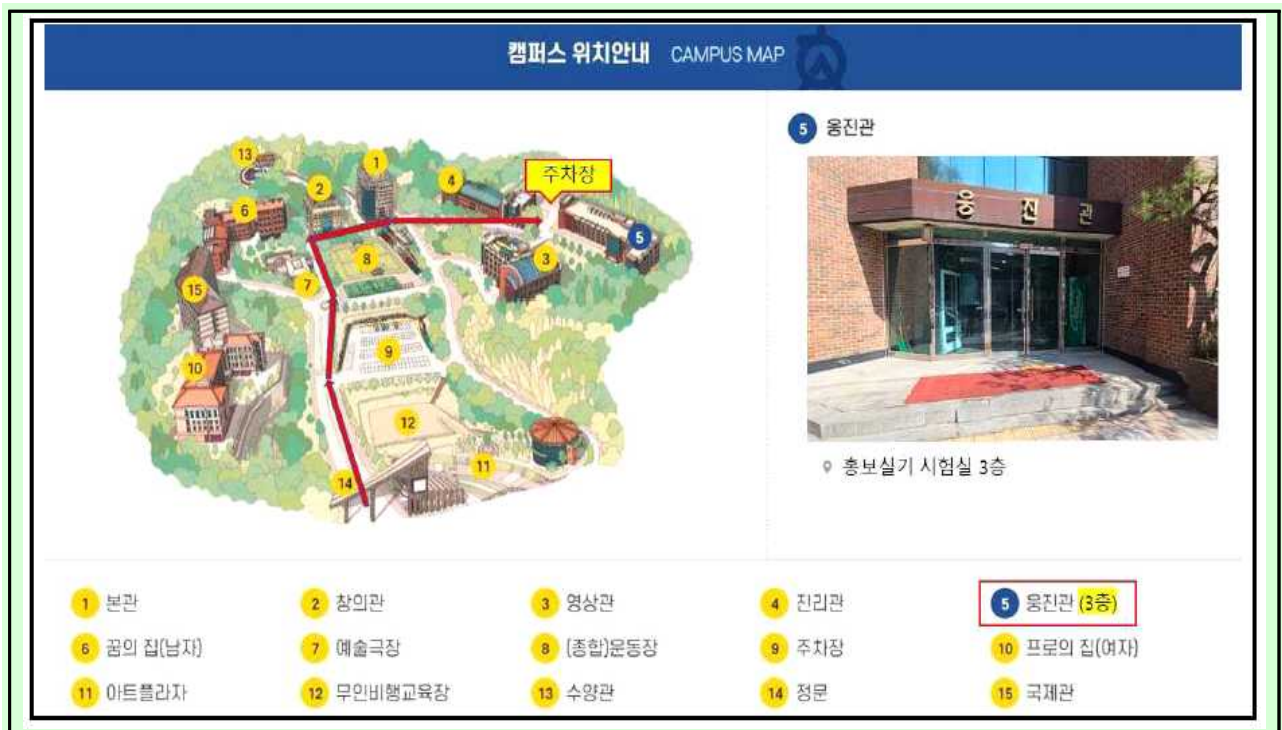 캠퍼스 위치안내 CAMPUS MAP
5 웅진관
13
1
2
4
주차장
6
5
8
3
7
15
9
10
12
11
14
웅진관
홍보실기 시험실 3층
1 본관
2 창의관
3 영상관
4 진리관
5 웅진관 (3층)
6 꿈의 집(남자)
7 예술극장
8 (종합)운동장
9 주차장
10 프로의 집(여자)
11 아트플라자
12 무인비행교육장
13 수양관
14 정문
15 국제관